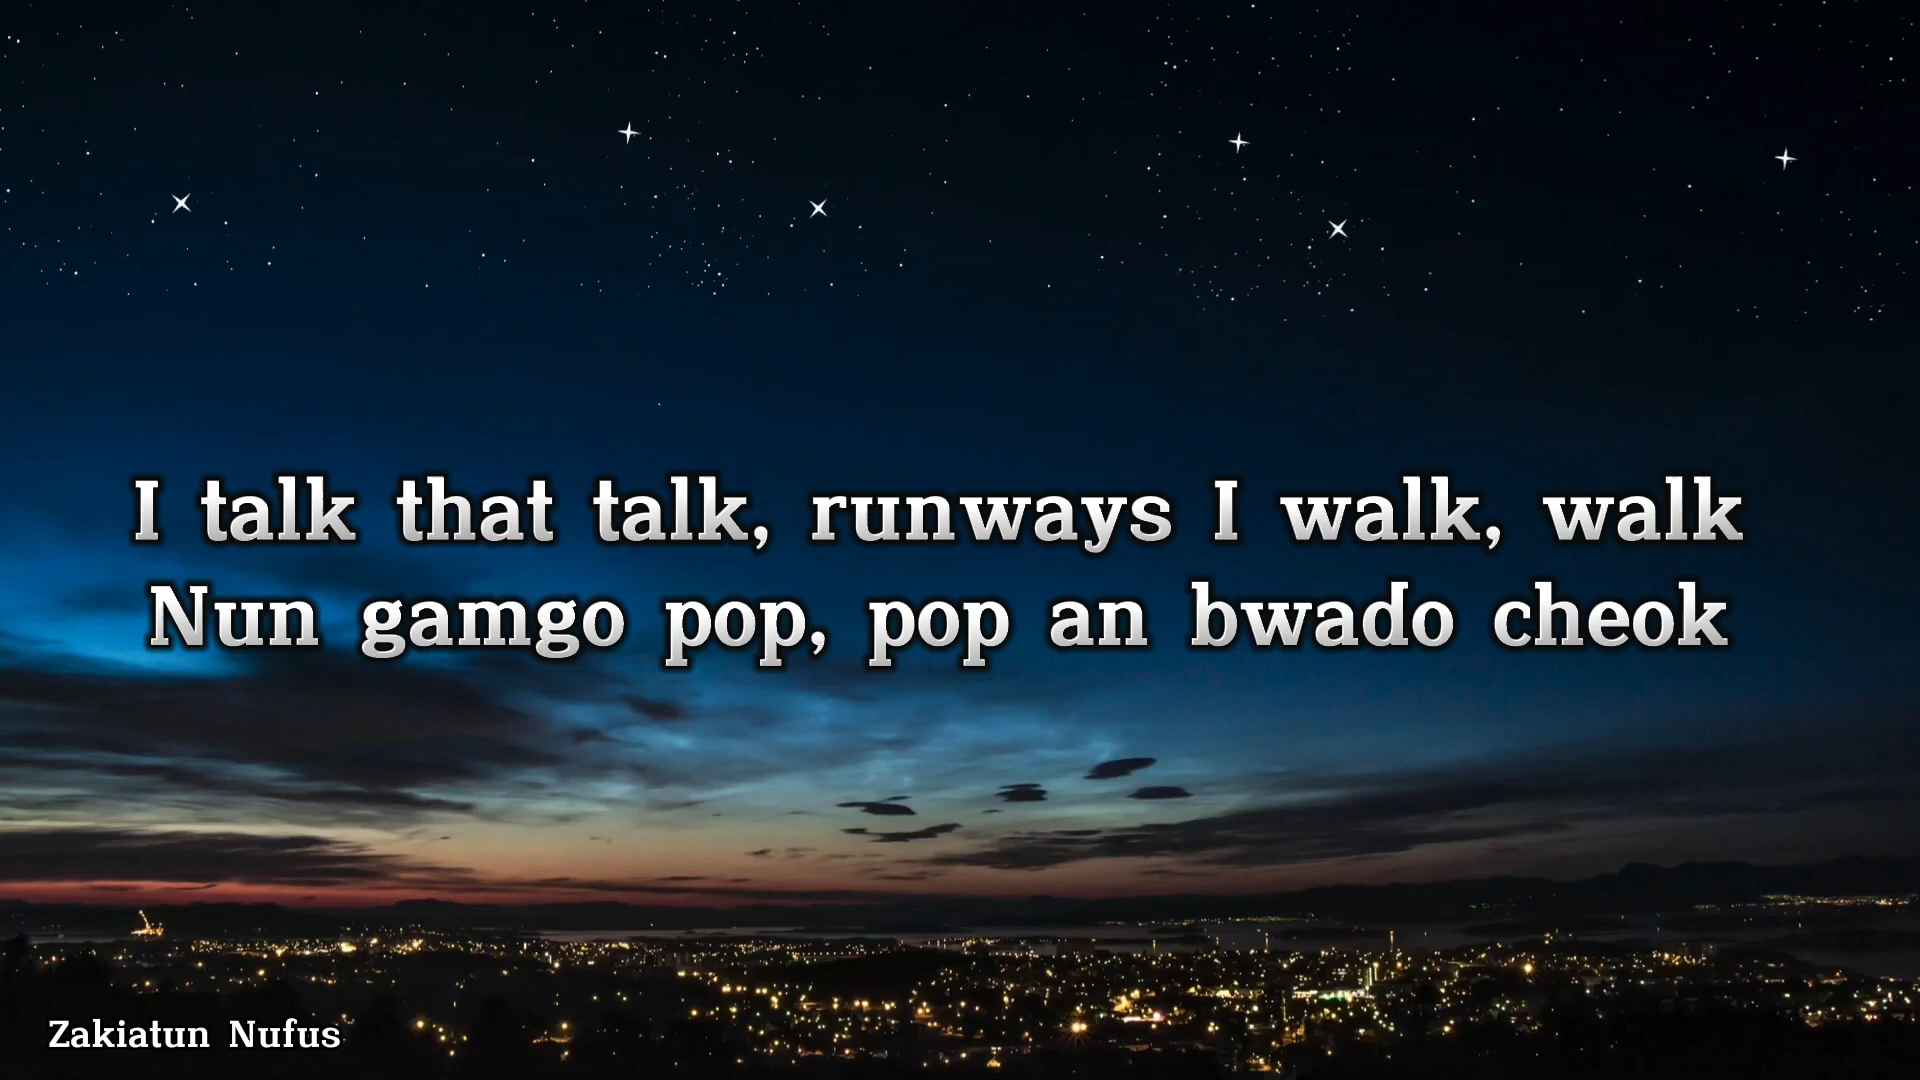 I talk that talk, runways I walk, walk
Nun gamgo pop, pop an bwado cheok
Zakiatun Nufus